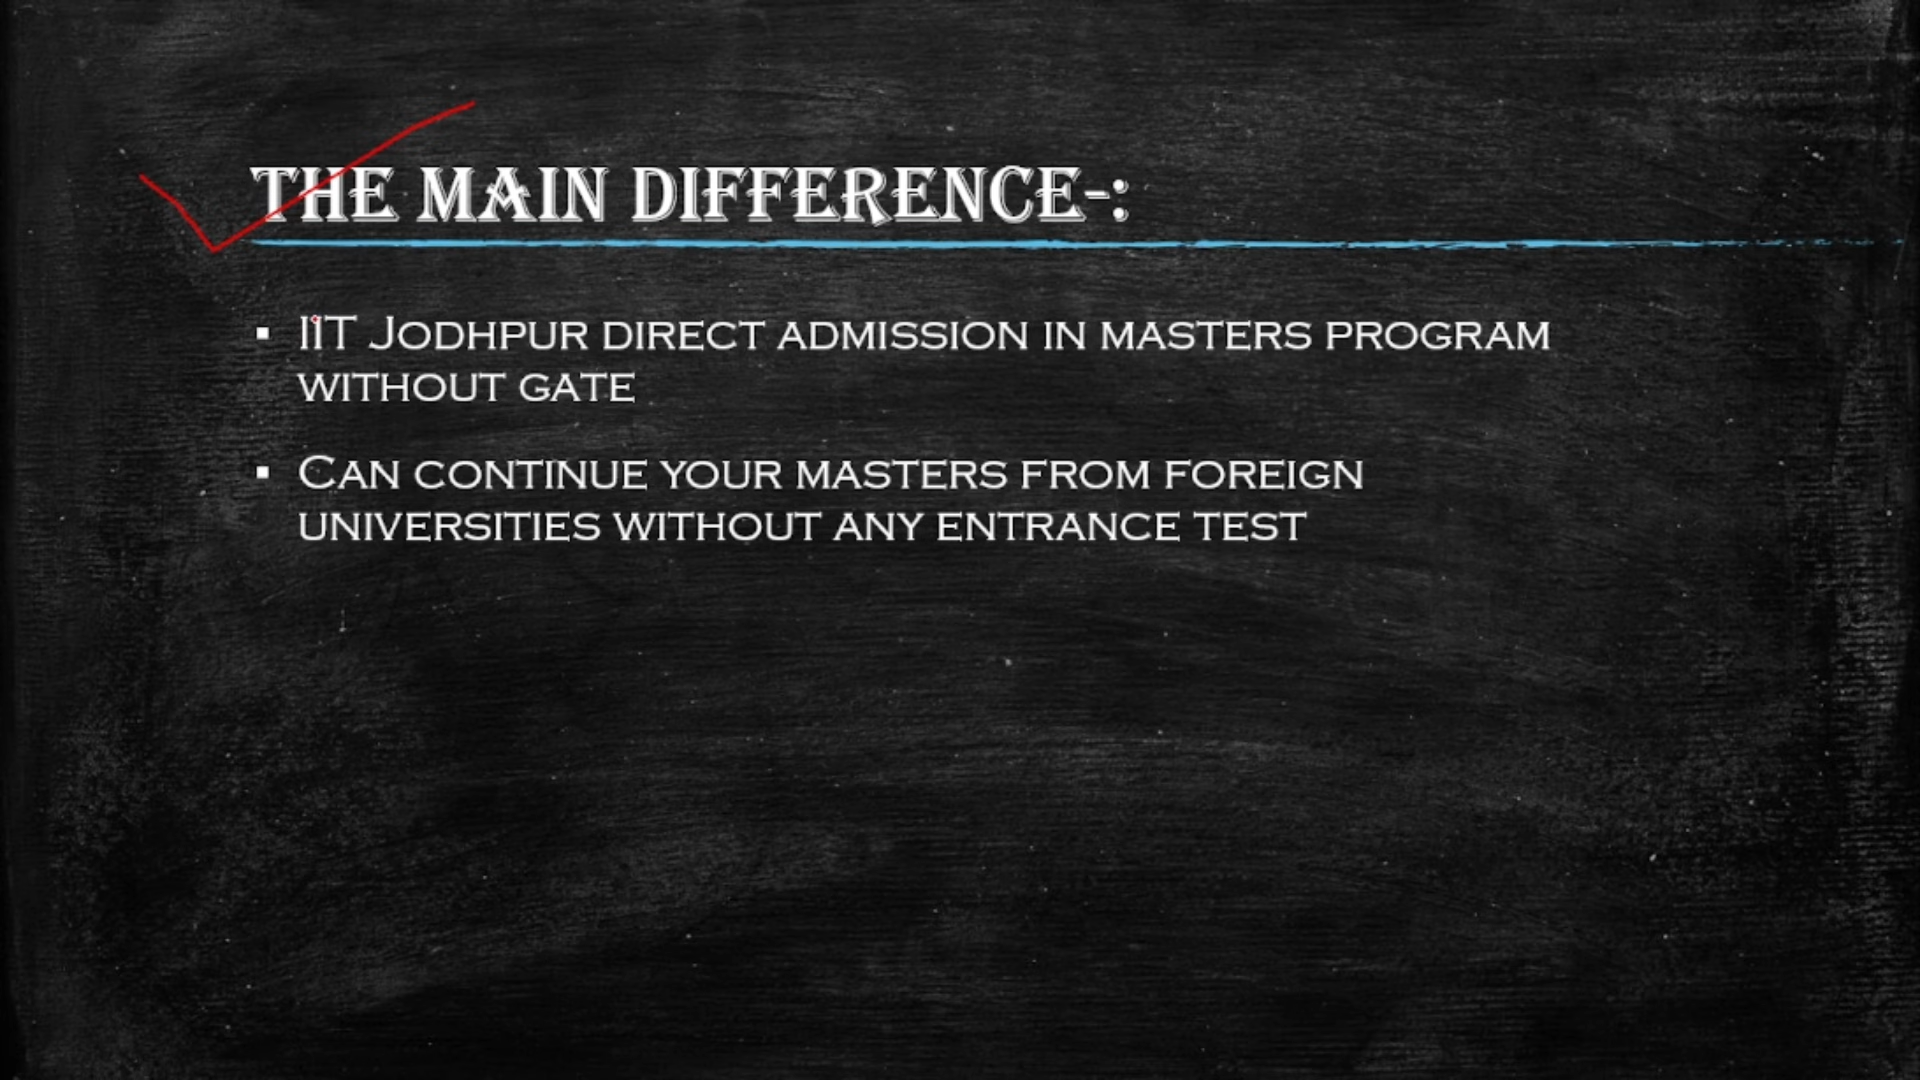 THE MAIN DIFFERENCE-:
▪ IIT JODHPUR DIRECT ADMISSION IN MASTERS PROGRAM
WITHOUT GATE
▪ CAN CONTINUE YOUR MASTERS FROM FOREIGN
UNIVERSITIES WITHOUT ANY ENTRANCE TEST